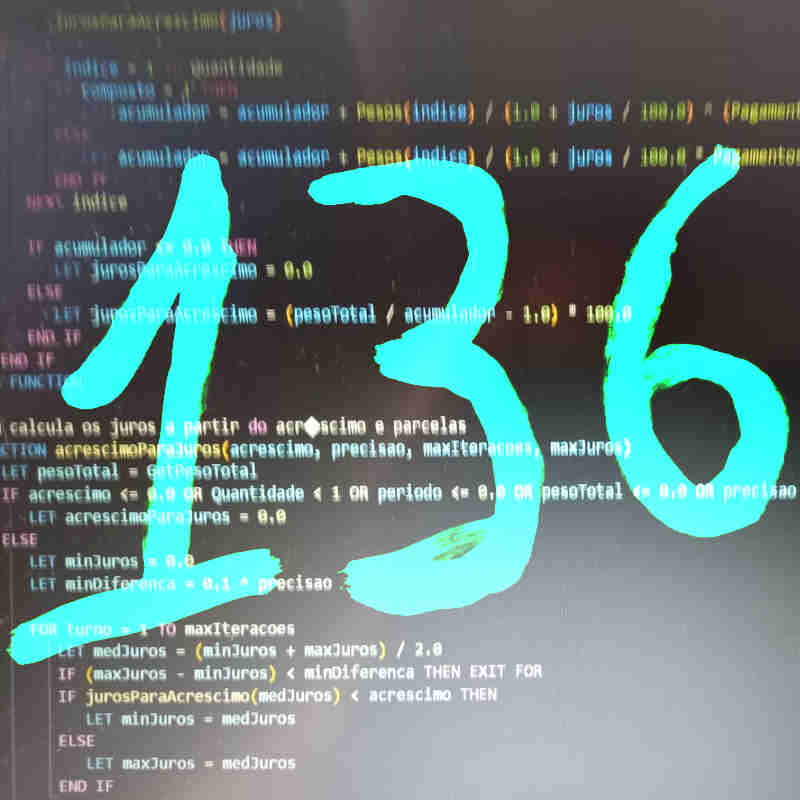 jurosParaAcrescimo(juros)
indice = 1 TO Quantidade
Composto = 1 THEN
acumulador = acumulador + Pesos(indice) / (1.0 + juros / 100.0) ^ (Pagament
ELSE
LET acumulador = acumulador + Pesos(indice) / (1.0 + juros / 100.0 * Pagamentos
END IF
NEXT indice
IF acumulador <= 0.0 THEN
LET jurosParaAcrescimo = 0.0
ELSE
LET jurosParaAcrescimo = (pesoTotal / acumulador - 1.0) * 100.0
END IF
END IF
FUNCTION
136
calcula os juros a partir do acr�scimo e parcelas
CTION acrescimoParaJuros(acrescimo, precisao, maxIteracoes, maxJuros)
LET pesoTotal = GetPesoTotal
IF acrescimo <= 0.0 OR Quantidade < 1 OR periodo <= 0.0 OR pesoTotal <= 0.0 OR precisao
LET acrescimoParaJuros = 0.0
ELSE
LET minJuros = 0.0
LET minDiferenca = 0.1 ^ precisao
FOR turno = 1 TO maxIteracoes
LET medJuros = (minJuros + maxJuros) / 2.0
IF (maxJuros - minJuros) < minDiferenca THEN EXIT FOR
IF jurosParaAcrescimo(medJuros) < acrescimo THEN
LET minJuros = medJuros
ELSE
LET maxJuros = medJuros
END IF